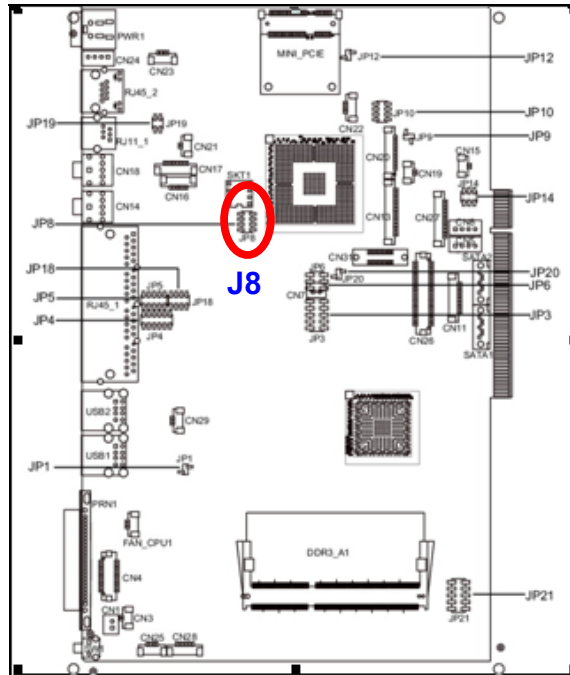 PWR1
CN24
CN23
MINI_PCIE
JP12
JP12
RJ45_2
CN22
JP10
JP10
JP19
JP19
RJ11_1
CN21
JP9
JP9
CN18
CN17
CN16
SKT1
CN20
CN19
CN15
JP14
JP14
CN14
CN13
CN27
JP8
JP8
J8
CN31
SATA2
JP18
JP5
JP5
JP18
RJ45_1
JP4
JP4
JP6
JP20
JP20
JP6
CN7
JP3
JP3
CN26
CN11
SATA1
USB2
CN29
USB1
JP1
JP1
PRN1
FAN_CPU1
DDR3_A1
CN4
CN1
CN3
JP21
JP21
CN25
CN28